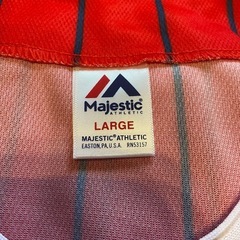 Majestic®
ATHLETIC
LARGE
MAJESTIC® ATHLETIC
EASTON, PA, U.S.A. RN53157